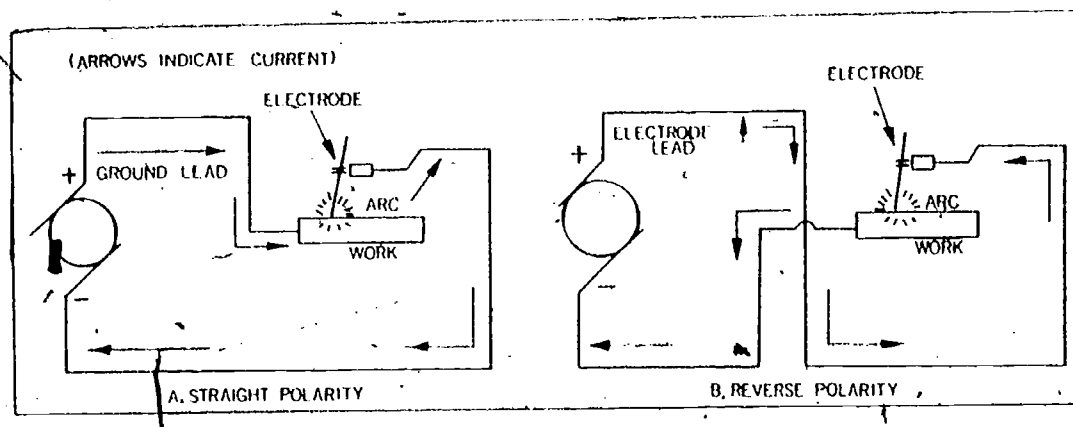 (ARROWS INDICATE CURRENT)
ELECTRODE
+
GROUND LEAD
ARC
WORK
-
A. STRAIGHT POLARITY
ELECTRODE
+
ELECTRODE
LEAD
ARC
WORK
-
B. REVERSE POLARITY